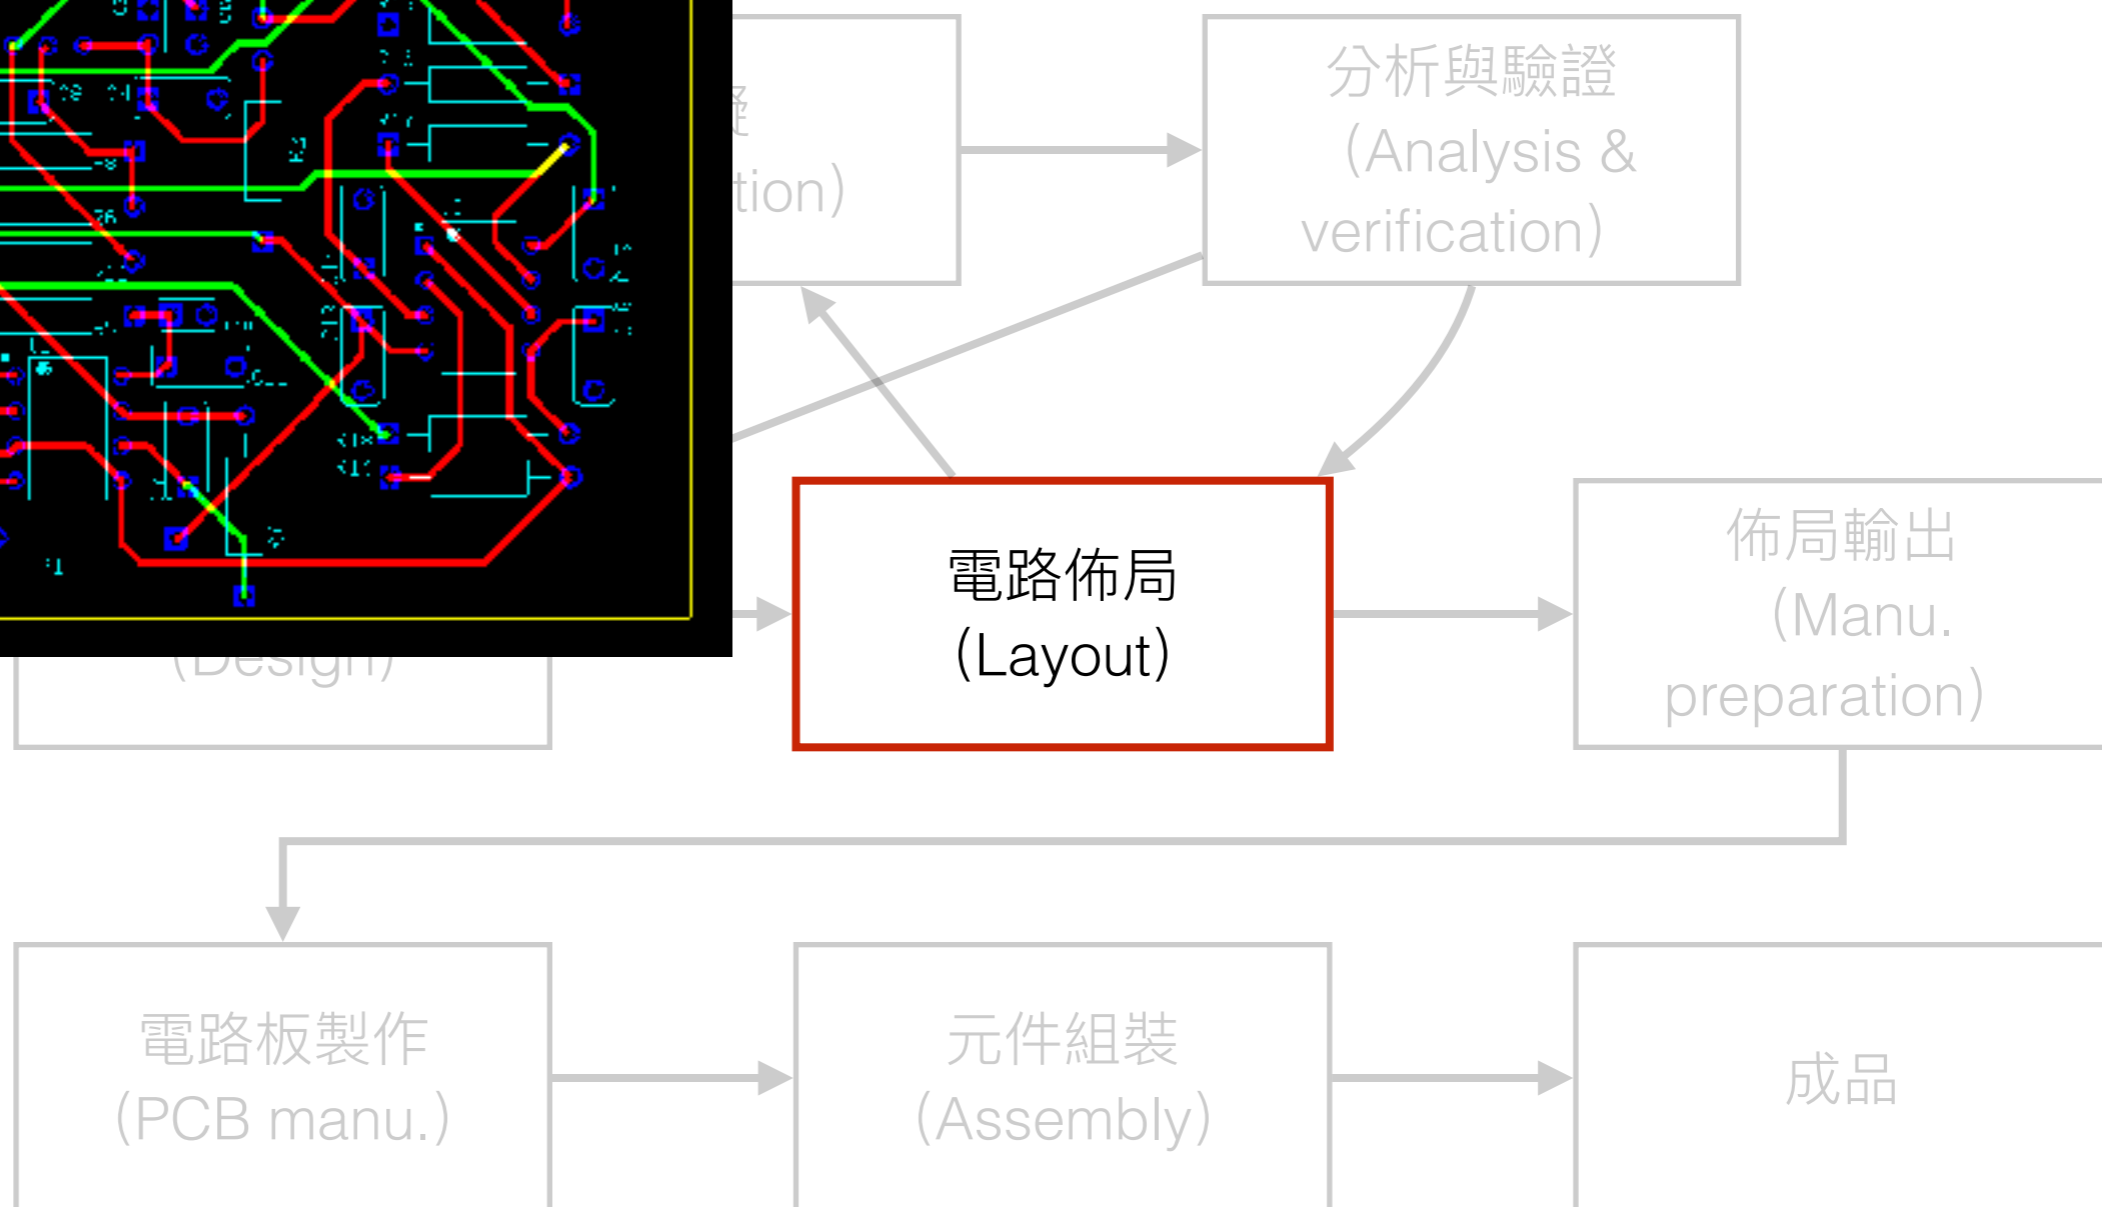 tion)
分析與驗證
(Analysis &
verification)
(Design)
電路佈局
(Layout)
佈局輸出
(Manu.
preparation)
電路板製作
(PCB manu.)
元件組裝
(Assembly)
成品